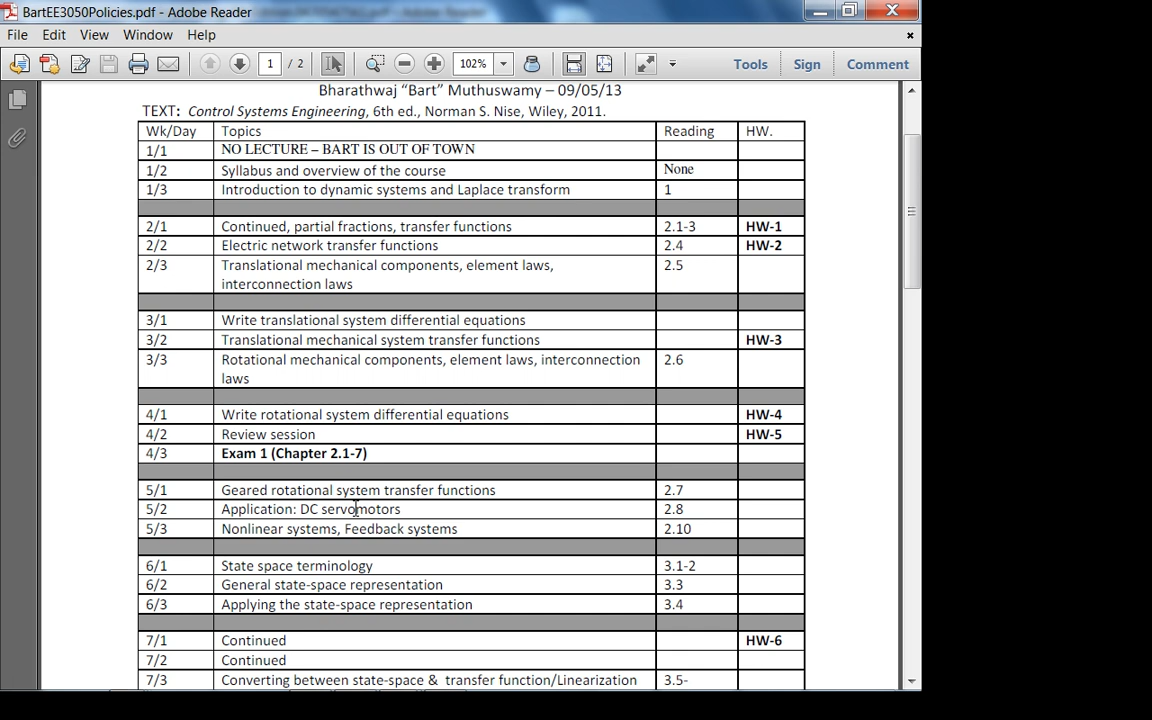 BartEE3050Policies.pdf - Adobe Reader
File Edit View Window Help
1 / 2 102% Tools Sign Comment
Bharathwaj “Bart” Muthuswamy – 09/05/13
TEXT: Control Systems Engineering, 6th ed., Norman S. Nise, Wiley, 2011.
Wk/Day Topics Reading HW.
1/1 NO LECTURE – BART IS OUT OF TOWN
1/2 Syllabus and overview of the course None
1/3 Introduction to dynamic systems and Laplace transform 1
2/1 Continued, partial fractions, transfer functions 2.1-3 HW-1
2/2 Electric network transfer functions 2.4 HW-2
2/3 Translational mechanical components, element laws, 2.5
interconnection laws
3/1 Write translational system differential equations
3/2 Translational mechanical system transfer functions HW-3
3/3 Rotational mechanical components, element laws, interconnection 2.6
laws
4/1 Write rotational system differential equations HW-4
4/2 Review session HW-5
4/3 Exam 1 (Chapter 2.1-7)
5/1 Geared rotational system transfer functions 2.7
5/2 Application: DC servomotors 2.8
5/3 Nonlinear systems, Feedback systems 2.10
6/1 State space terminology 3.1-2
6/2 General state-space representation 3.3
6/3 Applying the state-space representation 3.4
7/1 Continued HW-6
7/2 Continued
7/3 Converting between state-space & transfer function/Linearization 3.5-